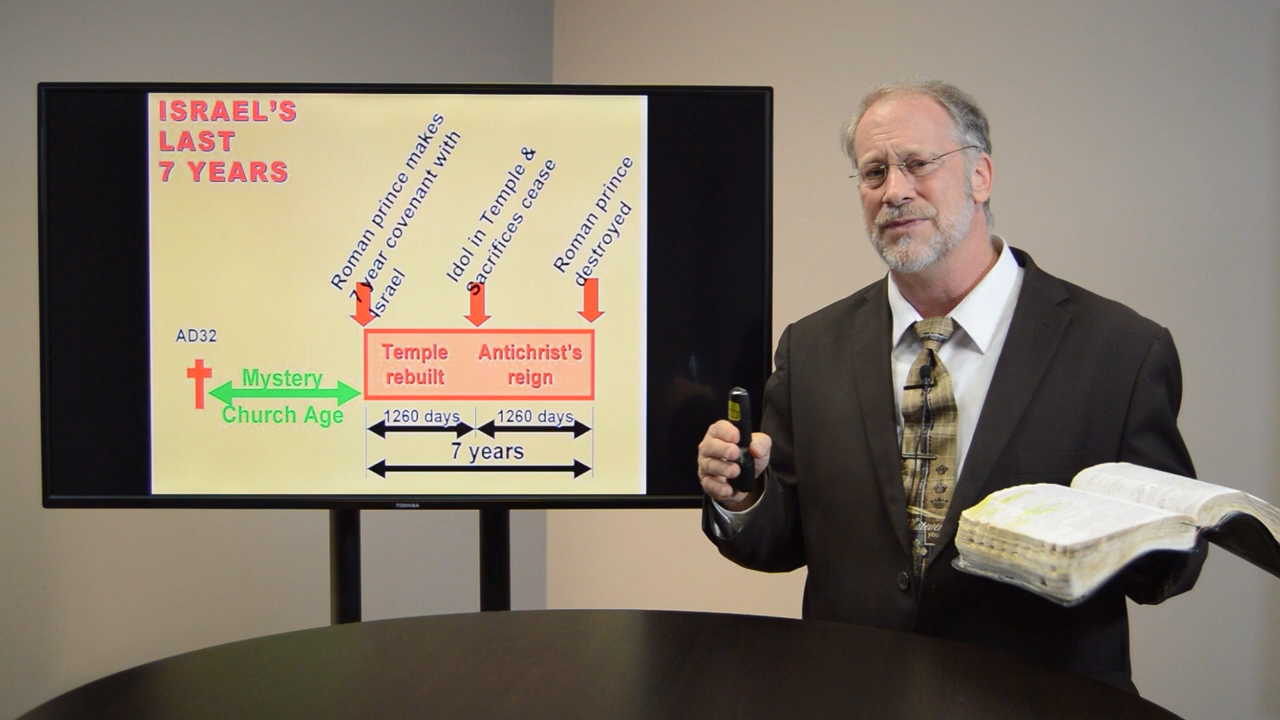 ISRAEL'S
LAST
7 YEARS
Roman prince makes
7 year covenant with
Israel
Idol in Temple &
Sacrifices cease
Roman prince
destroyed
AD32
Mystery
Church Age
Temple
rebuilt
Antichrist's
reign
1260 days
1260 days
7 years
TOSHIBA
you